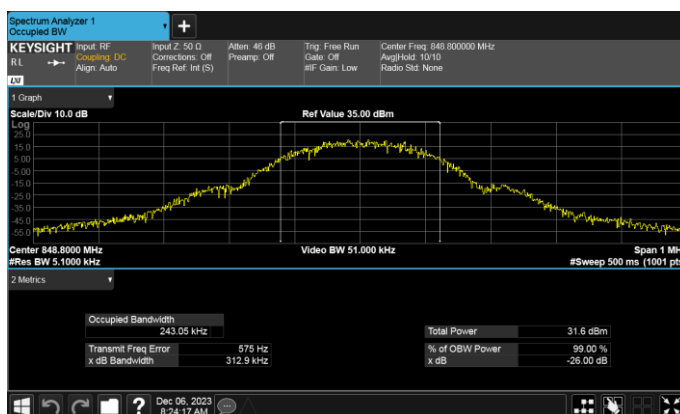 Spectrum Analyzer 1
Occupied BW
+
KEYSIGHT Input: RF Input Z: 50 Ω Atten: 46 dB Trig: Free Run Center Freq: 848.800000 MHz
RL Coupling: DC Corrections: Off Preamp: Off Gate: Off Avg|Hold: 10/10
Align: Auto Freq Ref: Int (S) #IF Gain: Low Radio Std: None
LXI
1 Graph
Scale/Div 10.0 dB Ref Value 35.00 dBm
Log
25.0
15.0
5.00
-5.00
-15.0
-25.0
-35.0
-45.0
-55.0
Center 848.8000 MHz Video BW 51.000 kHz Span 1 MH
#Res BW 5.1000 kHz #Sweep 500 ms (1001 pts
2 Metrics
Occupied Bandwidth
243.05 kHz Total Power 31.6 dBm
Transmit Freq Error 575 Hz % of OBW Power 99.00 %
x dB Bandwidth 312.9 kHz x dB -26.00 dB
? Dec 06, 2023
8:24:17 AM